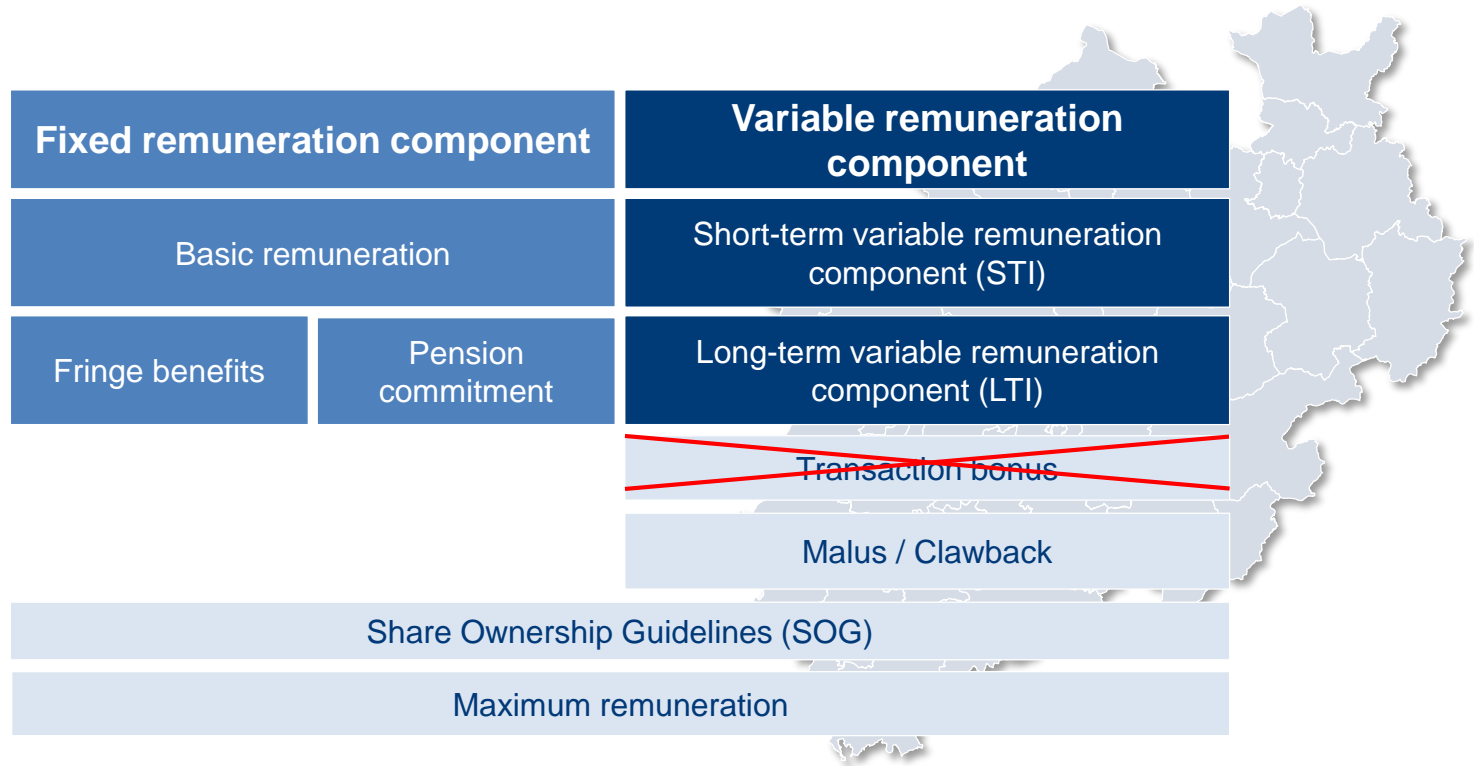 Fixed remuneration component
Variable remuneration
component
Basic remuneration
Short-term variable remuneration
component (STI)
Fringe benefits
Pension
commitment
Long-term variable remuneration
component (LTI)
Transaction bonus
Malus / Clawback
Share Ownership Guidelines (SOG)
Maximum remuneration